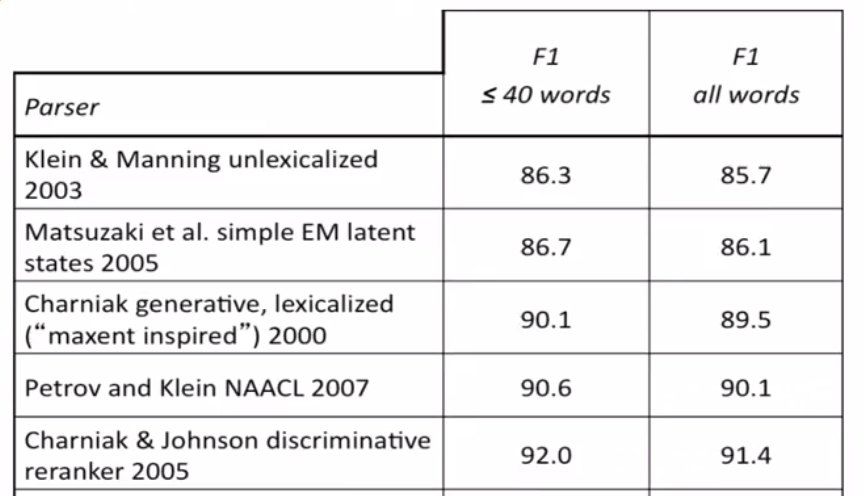 F1
≤ 40 words
F1
all words
Parser
Klein & Manning unlexicalized
2003
86.3
85.7
Matsuzaki et al. simple EM latent
states 2005
86.7
86.1
Charniak generative, lexicalized
(“maxent inspired”) 2000
90.1
89.5
Petrov and Klein NAACL 2007
90.6
90.1
Charniak & Johnson discriminative
reranker 2005
92.0
91.4